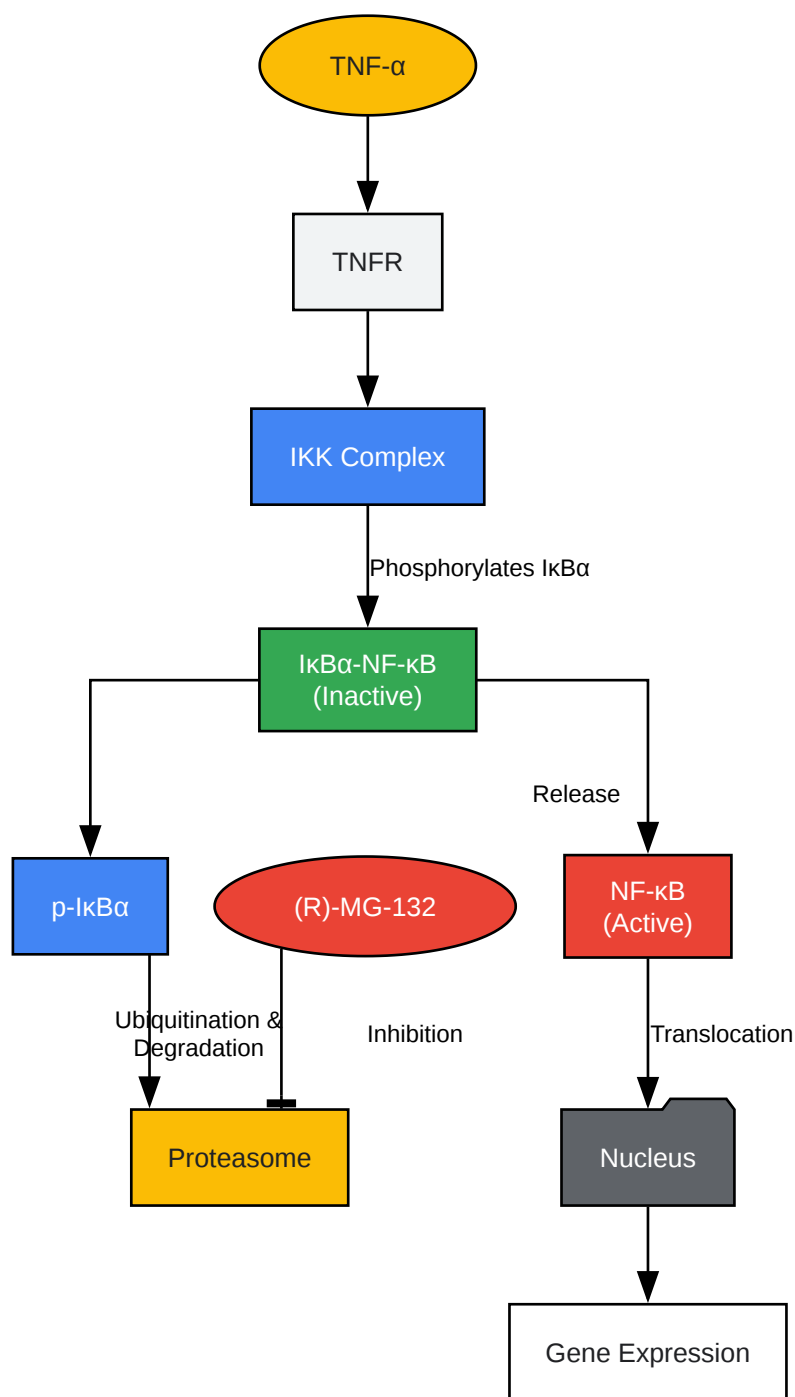 TNF-α
TNFR
IKK Complex
Phosphorylates IκBα
IκBα-NF-κB
(Inactive)
Release
p-IκBα
(R)-MG-132
NF-κB
(Active)
Ubiquitination &
Degradation
Inhibition
Translocation
Proteasome
Nucleus
Gene Expression